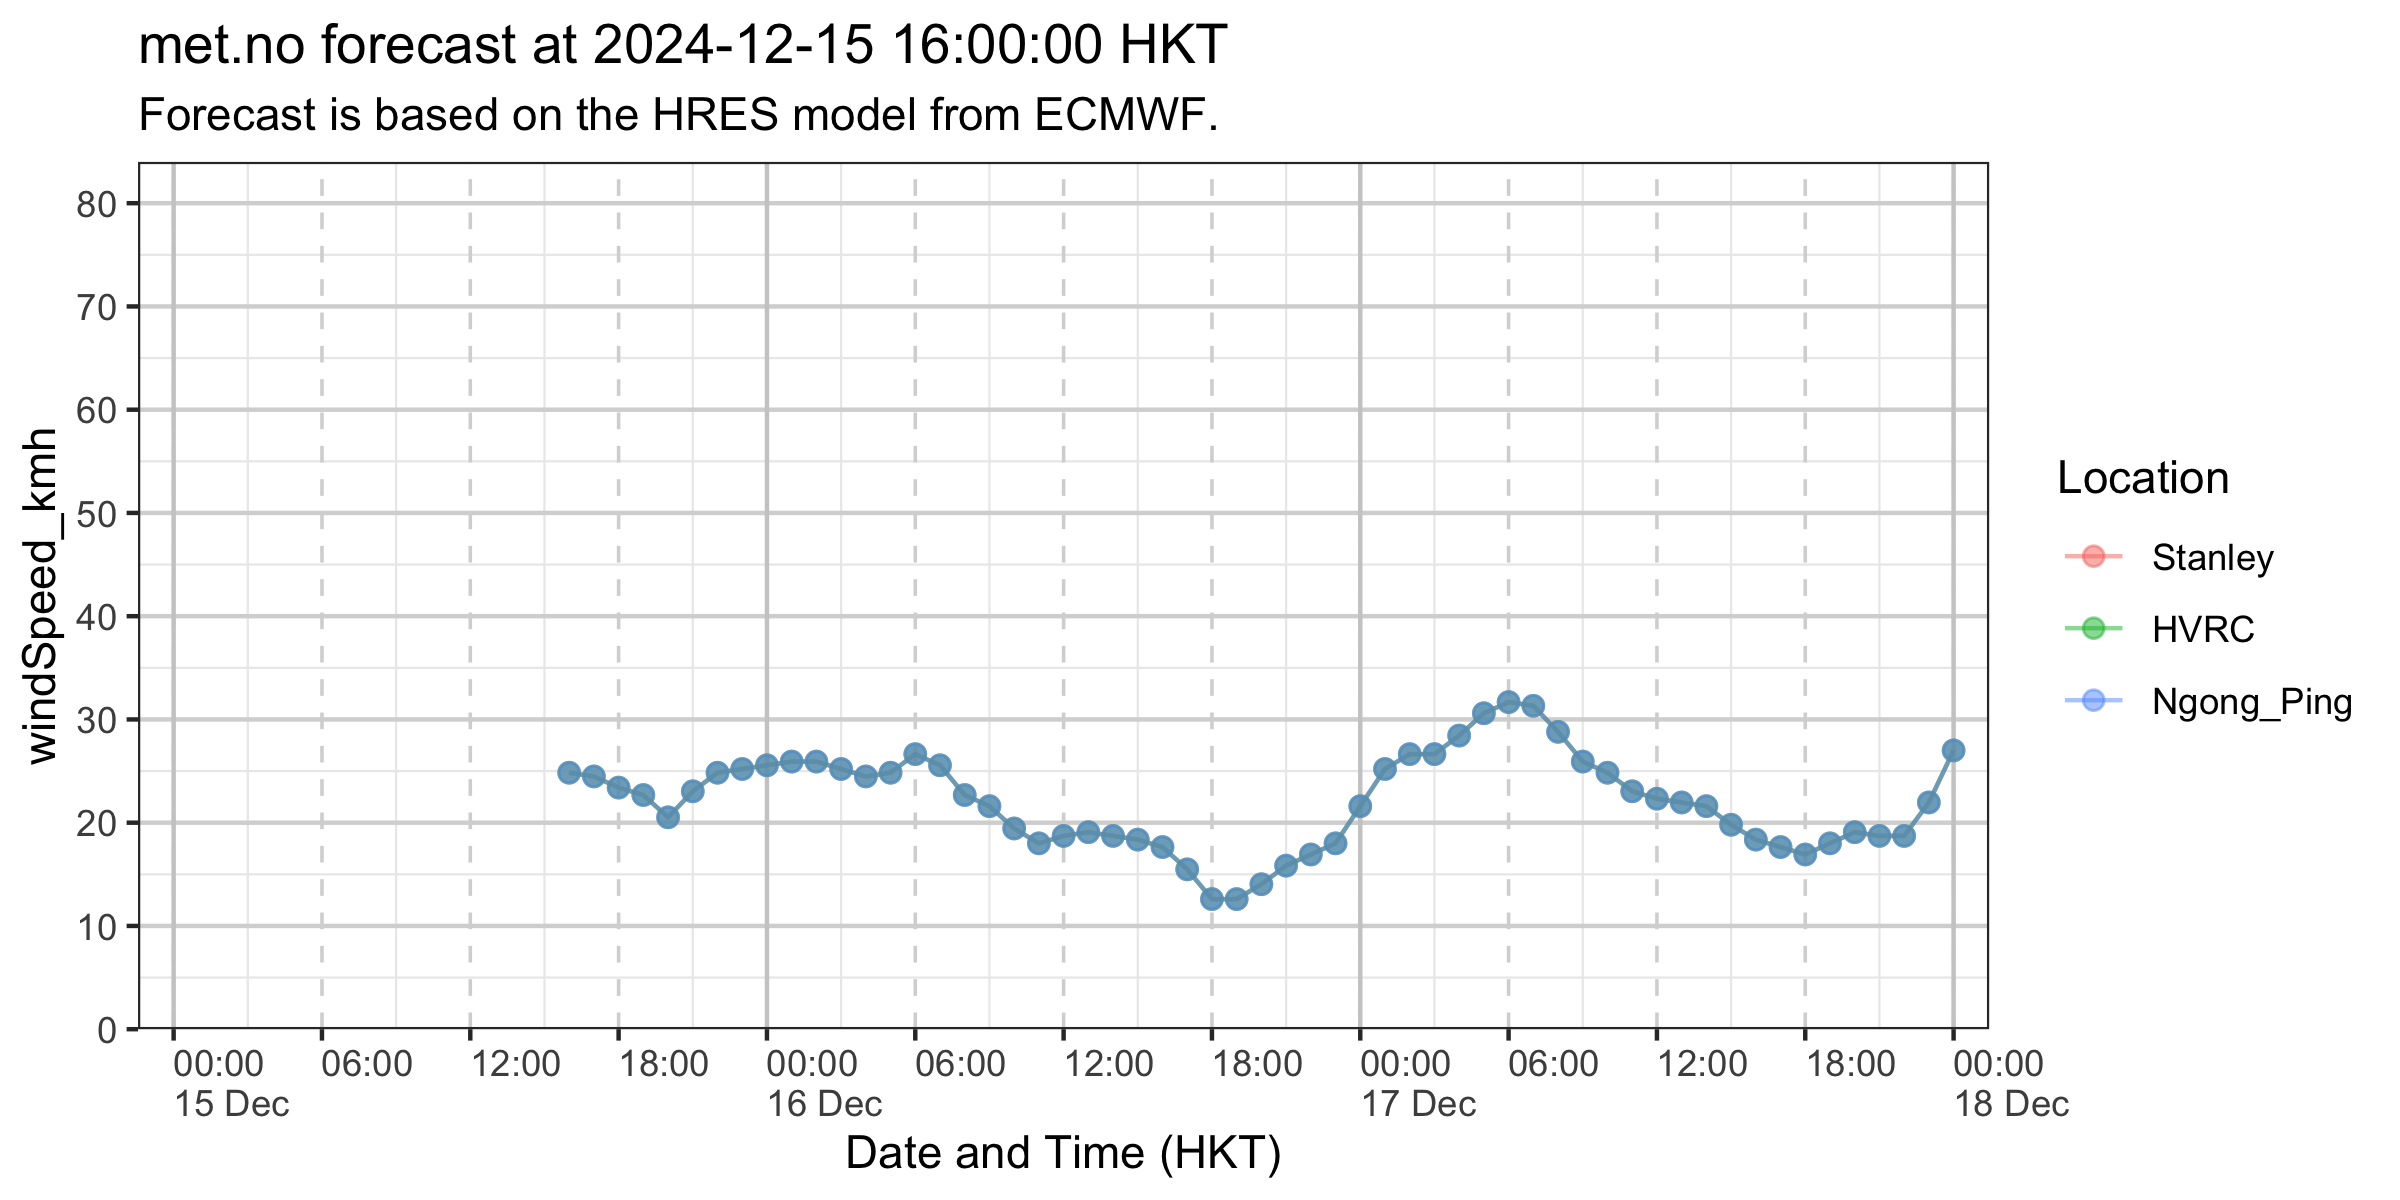 met.no forecast at 2024-12-15 16:00:00 HKT
Forecast is based on the HRES model from ECMWF.
windSpeed_kmh
80
70
60
50
40
30
20
10
0
00:00 06:00 12:00 18:00 00:00 06:00 12:00 18:00 00:00 06:00 12:00 18:00 00:00
15 Dec 16 Dec 17 Dec 18 Dec
Date and Time (HKT)
Location
Stanley
HVRC
Ngong_Ping